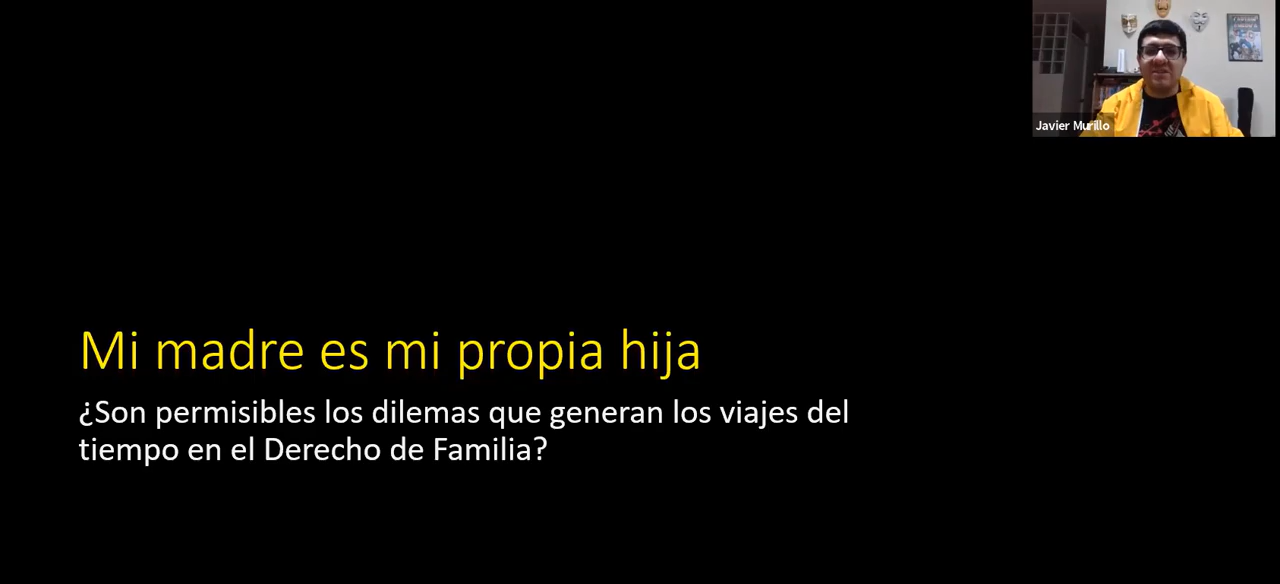 Javier Murillo
Mi madre es mi propia hija
¿Son permisibles los dilemas que generan los viajes del
tiempo en el Derecho de Familia?